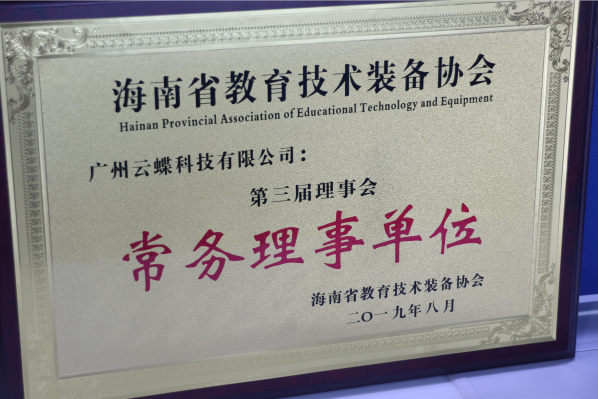 海南省教育技术装备协会
Hainan Provincial Association of Educational Technology and Equipment
广州云蝶科技有限公司：
第三届理事会
常务理事单位
海南省教育技术装备协会
二〇一九年八月